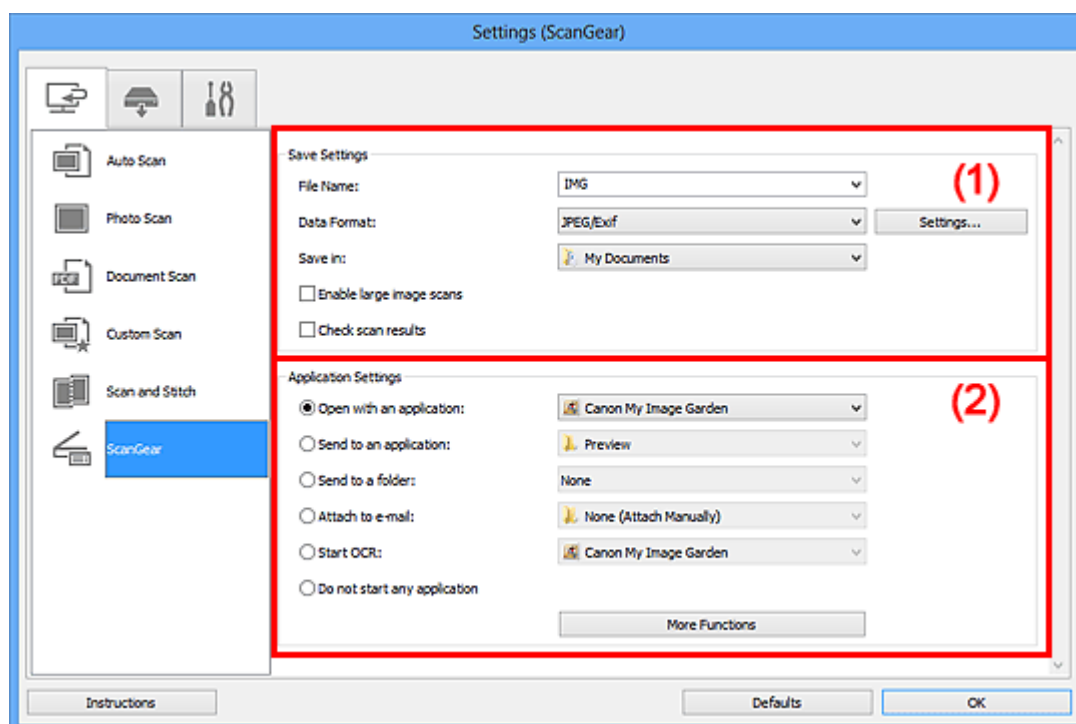 Settings (ScanGear)
Auto Scan
Photo Scan
Document Scan
Custom Scan
Scan and Stitch
ScanGear
(1)
Save Settings
File Name: IMG
Data Format: JPEG/Exif Settings...
Save in: My Documents
Enable large image scans
Check scan results
(2)
Application Settings
Open with an application: Canon My Image Garden
Send to an application: Preview
Send to a folder: None
Attach to e-mail: None (Attach Manually)
Start OCR: Canon My Image Garden
Do not start any application
More Functions
Instructions Defaults OK